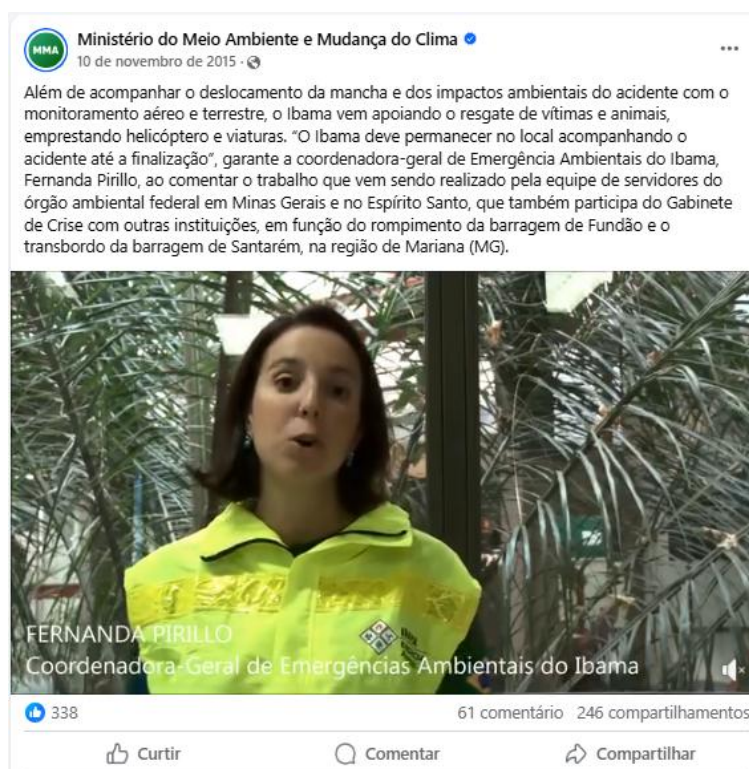 MMA
Ministério do Meio Ambiente e Mudança do Clima
10 de novembro de 2015 ·
Além de acompanhar o deslocamento da mancha e dos impactos ambientais do acidente com o
monitoramento aéreo e terrestre, o Ibama vem apoiando o resgate de vítimas e animais,
emprestando helicóptero e viaturas. “O Ibama deve permanecer no local acompanhando o
acidente até a finalização”, garante a coordenadora-geral de Emergência Ambientais do Ibama,
Fernanda Pirillo, ao comentar o trabalho que vem sendo realizado pela equipe de servidores do
órgão ambiental federal em Minas Gerais e no Espírito Santo, que também participa do Gabinete
de Crise com outras instituições, em função do rompimento da barragem de Fundão e o
transbordo da barragem de Santarém, na região de Mariana (MG).
FERNANDA PIRILLO
Coordenadora-Geral de Emergências Ambientais do Ibama
338
61 comentário 246 compartilhamentos
Curtir
Comentar
Compartilhar